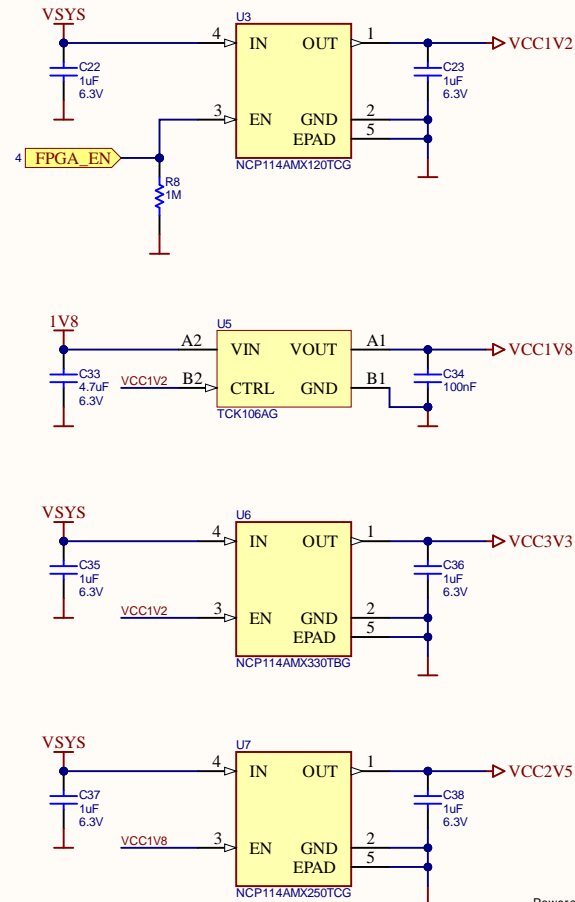 VSYS
U3
4 IN OUT 1 VCC1V2
C22
1uF
6.3V
C23
1uF
6.3V
3 EN GND 2
EPAD 5
4 FPGA_EN
NCP114AMX120TCG
R8
1M
1V8
U5
A2 VIN VOUT A1 VCC1V8
C33
4.7uF
6.3V
C34
100nF
VCC1V2 B2 CTRL GND B1
TCK106AG
VSYS
U6
4 IN OUT 1 VCC3V3
C35
1uF
6.3V
C36
1uF
6.3V
VCC1V2 3 EN GND 2
EPAD 5
NCP114AMX330TBG
VSYS
U7
4 IN OUT 1 VCC2V5
C37
1uF
6.3V
C38
1uF
6.3V
VCC1V8 3 EN GND 2
EPAD 5
NCP114AMX250TCG